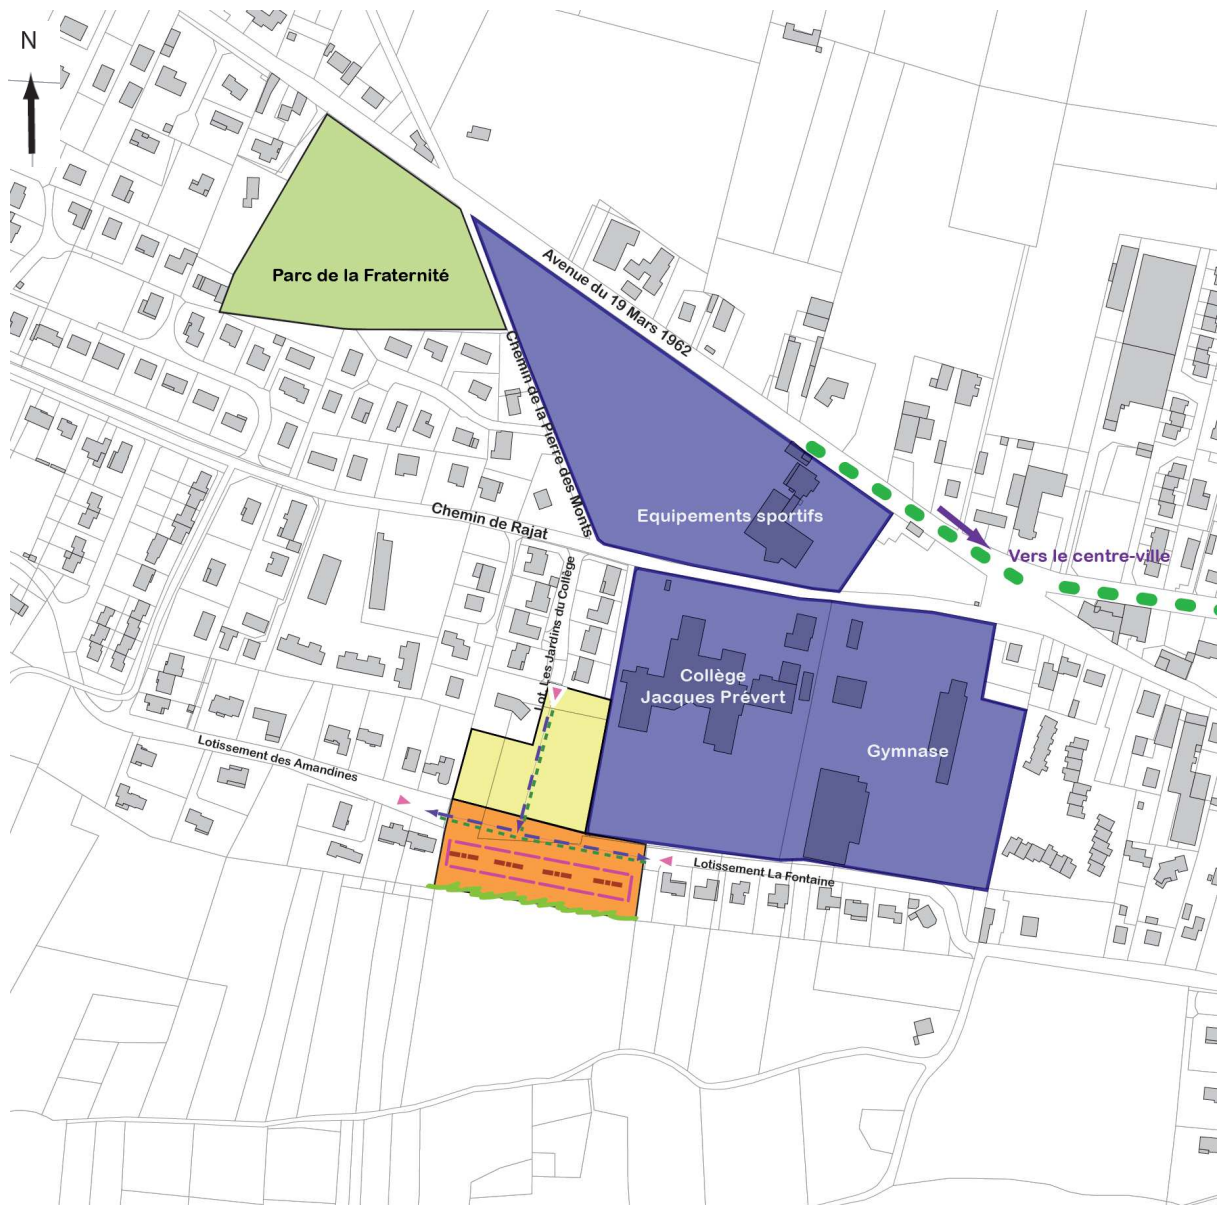 N
Parc de la Fraternité
Avenue du 19 Mars 1962
Chemin de la Pierre des Monts
Equipements sportifs
Chemin de Rajat
Vers le centre-ville
Lot. Les Jardins du Collège
Collège
Jacques Prévert
Gymnase
Lotissement des Amandines
Lotissement La Fontaine